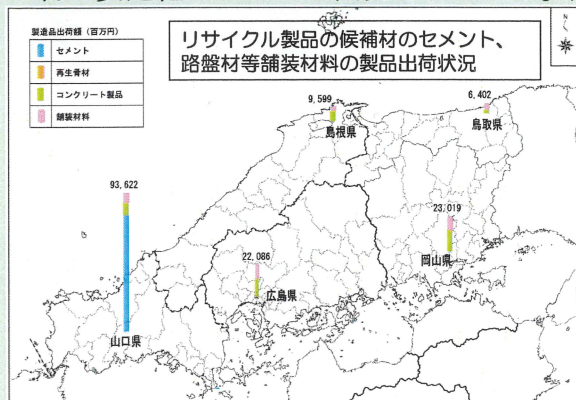 製造品出荷額（百万円）
セメント
再生骨材
コンクリート製品
舗装材料
リサイクル製品の候補材のセメント、
路盤材等舗装材料の製品出荷状況
N
9,599
島根県
6,402
鳥取県
93,622
山口県
22,086
広島県
23,019
岡山県